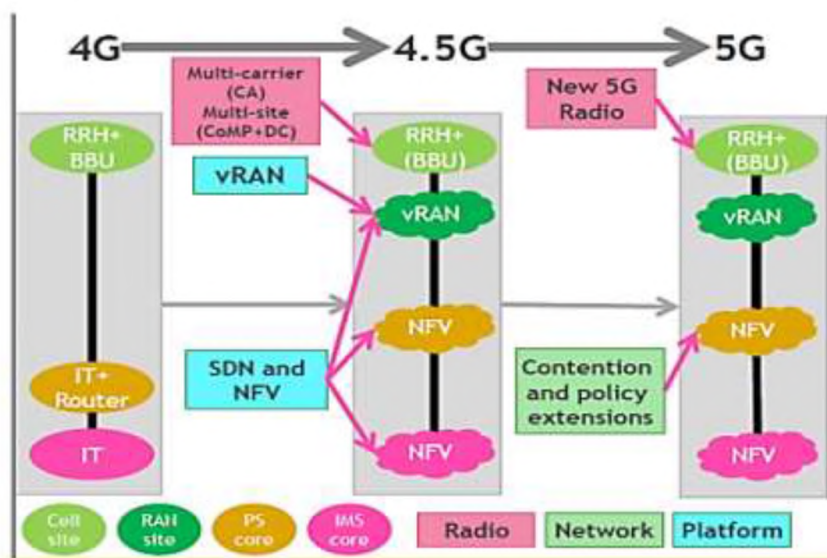 4G
4.5G
5G
Multi-carrier
(CA)
Multi-site
(CoMP+DC)
New 5G
Radio
RRH+
BBU
RRH+
(BBU)
RRH+
(BBU)
vRAN
vRAN
vRAN
NFV
NFV
SDN and
NFV
Contention
and policy
extensions
IT+
Router
IT
NFV
NFV
Cell
site
RAN
site
PS
core
IMS
core
Radio
Network
Platform